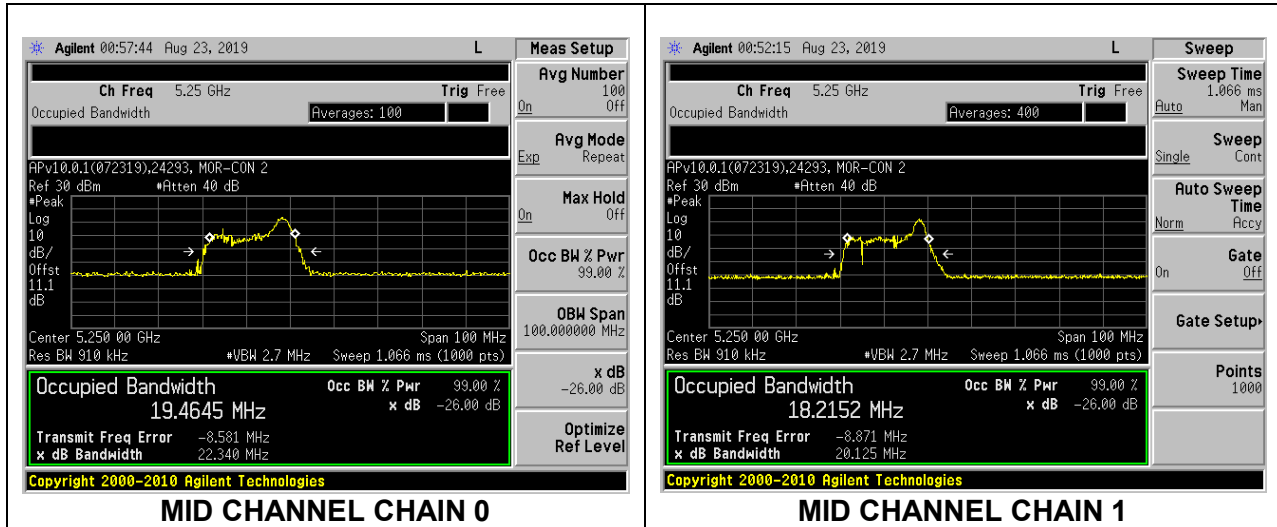 Agilent 00:57:44 Aug 23, 2019 L
Meas Setup
Ch Freq 5.25 GHz Trig Free
Occupied Bandwidth Averages: 100
APv10.0.1(072319),24293, MOR-CON 2
Ref 30 dBm #Atten 40 dB
#Peak
Log
10
dB/
Offst
11.1
dB
Center 5.250 00 GHz Span 100 MHz
Res BW 910 kHz #VBW 2.7 MHz Sweep 1.066 ms (1000 pts)
Occupied Bandwidth Occ BW % Pwr 99.00 %
19.4645 MHz x dB -26.00 dB
Transmit Freq Error -8.581 MHz
x dB Bandwidth 22.340 MHz
Avg Number
100
On Off
Avg Mode
Exp Repeat
Max Hold
On Off
Occ BW % Pwr
99.00 %
OBW Span
100.000000 MHz
x dB
-26.00 dB
Optimize
Ref Level
Copyright 2000-2010 Agilent Technologies
MID CHANNEL CHAIN 0
Agilent 00:52:15 Aug 23, 2019 L
Sweep
Ch Freq 5.25 GHz Trig Free
Occupied Bandwidth Averages: 400
APv10.0.1(072319),24293, MOR-CON 2
Ref 30 dBm #Atten 40 dB
#Peak
Log
10
dB/
Offst
11.1
dB
Center 5.250 00 GHz Span 100 MHz
Res BW 910 kHz #VBW 2.7 MHz Sweep 1.066 ms (1000 pts)
Occupied Bandwidth Occ BW % Pwr 99.00 %
18.2152 MHz x dB -26.00 dB
Transmit Freq Error -8.871 MHz
x dB Bandwidth 20.125 MHz
Sweep Time
1.066 ms
Auto Man
Sweep
Single Cont
Auto Sweep
Time
Norm Accy
Gate
On Off
Gate Setup▸
Points
1000
Copyright 2000-2010 Agilent Technologies
MID CHANNEL CHAIN 1